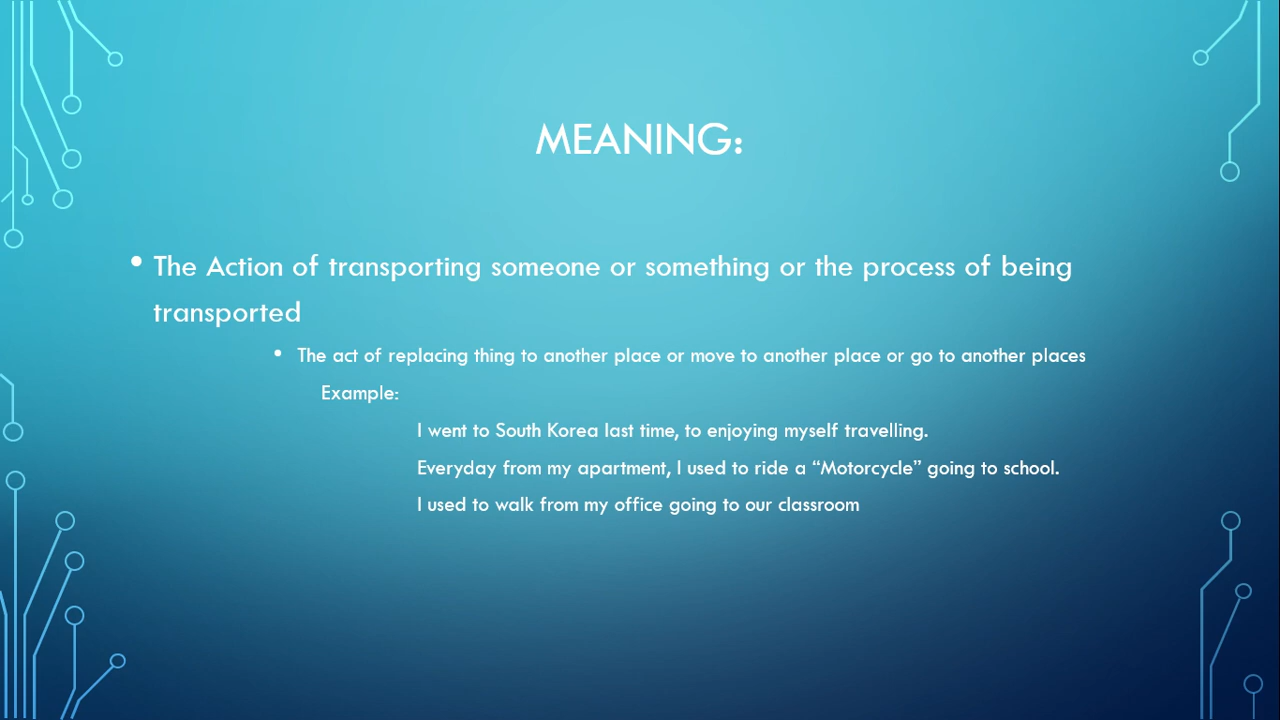 MEANING:
• The Action of transporting someone or something or the process of being
transported
• The act of replacing thing to another place or move to another place or go to another places
Example:
I went to South Korea last time, to enjoying myself travelling.
Everyday from my apartment, I used to ride a “Motorcycle” going to school.
I used to walk from my office going to our classroom